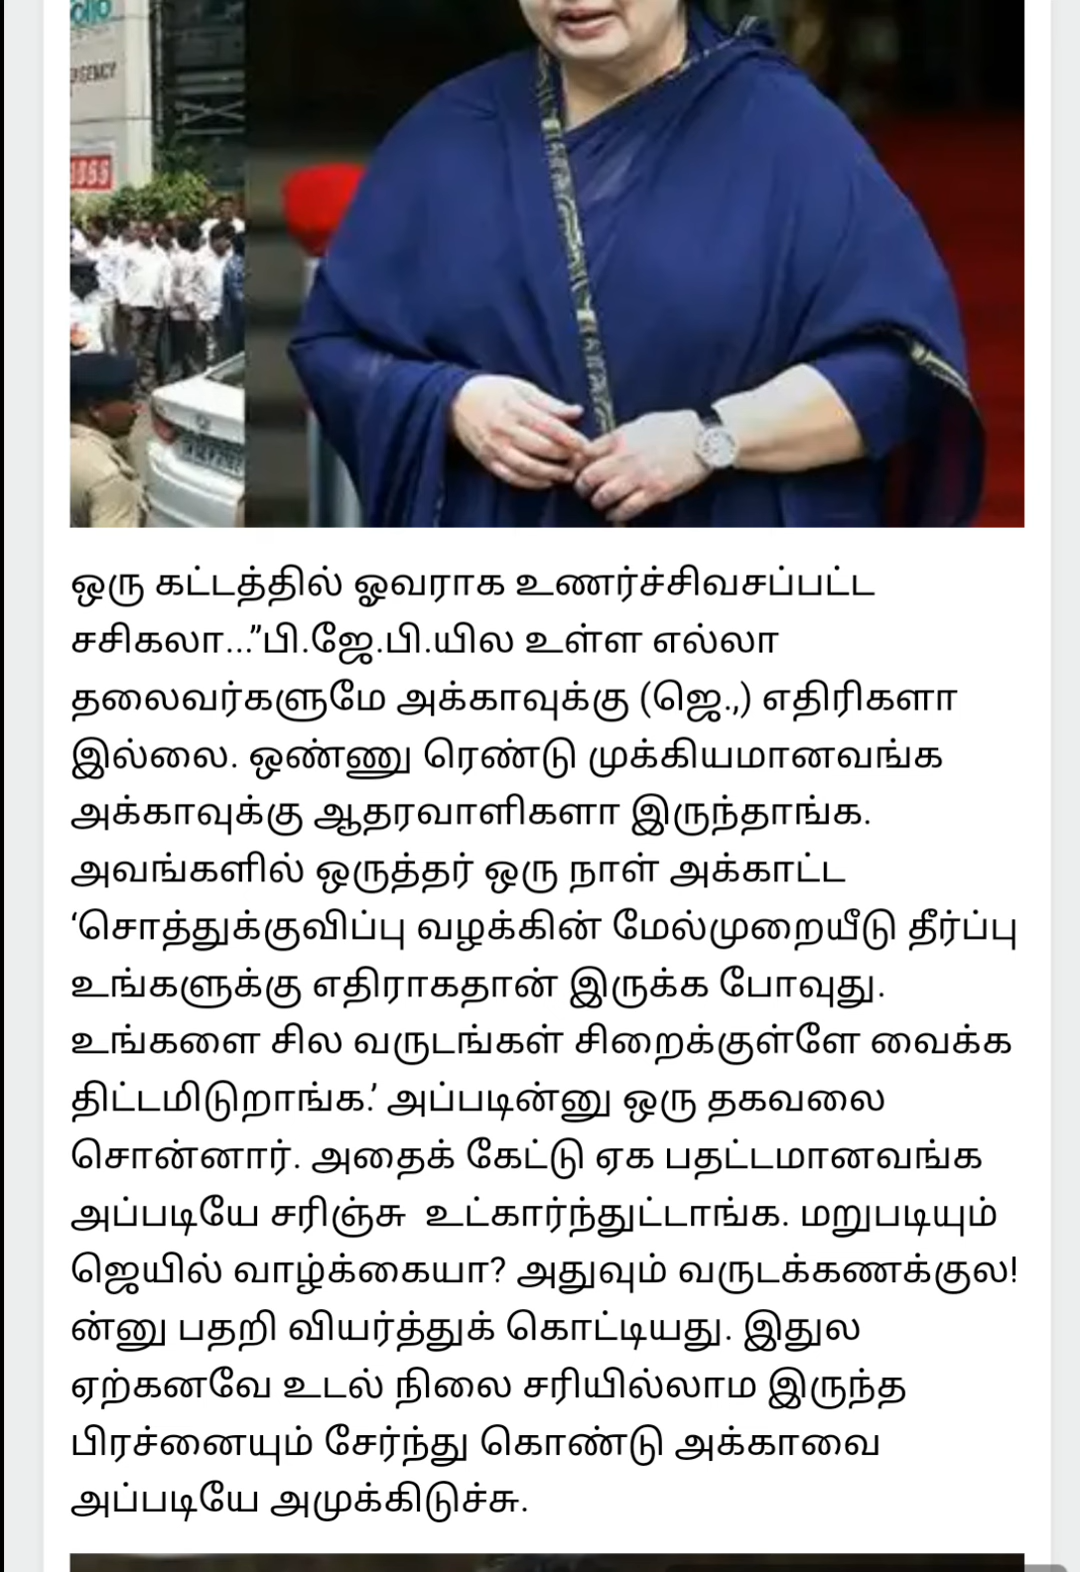 ஒரு கட்டத்தில் ஓவராக உணர்ச்சிவசப்பட்ட
சசிகலா...”பி.ஜே.பி.யில உள்ள எல்லா
தலைவர்களுமே அக்காவுக்கு (ஜெ.,) எதிரிகளா
இல்லை. ஒண்ணு ரெண்டு முக்கியமானவங்க
அக்காவுக்கு ஆதரவாளிகளா இருந்தாங்க.
அவங்களில் ஒருத்தர் ஒரு நாள் அக்காட்ட
‘சொத்துக்குவிப்பு வழக்கின் மேல்முறையீடு தீர்ப்பு
உங்களுக்கு எதிராகதான் இருக்க போவுது.
உங்களை சில வருடங்கள் சிறைக்குள்ளே வைக்க
திட்டமிடுறாங்க.’ அப்படின்னு ஒரு தகவலை
சொன்னார். அதைக் கேட்டு ஏக பதட்டமானவங்க
அப்படியே சரிஞ்சு உட்கார்ந்துட்டாங்க. மறுபடியும்
ஜெயில் வாழ்க்கையா? அதுவும் வருடக்கணக்குல!
ன்னு பதறி வியர்த்துக் கொட்டியது. இதுல
ஏற்கனவே உடல் நிலை சரியில்லாம இருந்த
பிரச்னையும் சேர்ந்து கொண்டு அக்காவை
அப்படியே அமுக்கிடுச்சு.